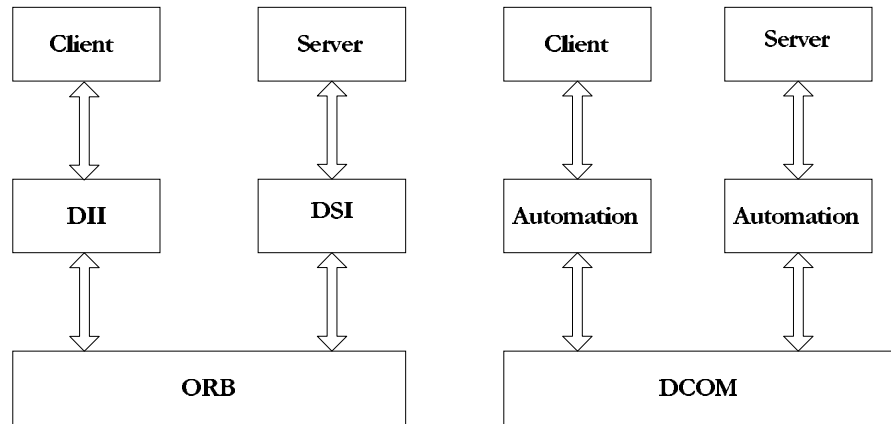 Client
Server
Client
Server
DII
DSI
Automation
Automation
ORB
DCOM